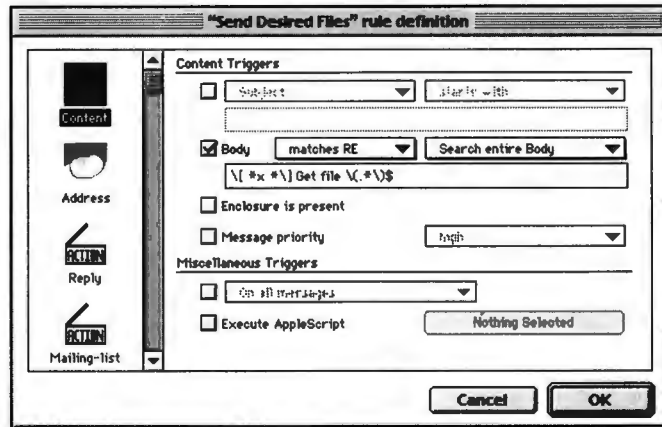 "Send Desired Files" rule definition
Content Triggers
Subject starts with
Content
Body matches RE Search entire Body
\[ *x *\] Get file \(.*\)$
Address
Enclosure is present
Message priority high
ACTION
Reply
Miscellaneous Triggers
On all messages
Execute AppleScript Nothing Selected
ACTION
Mailing-list
Cancel OK